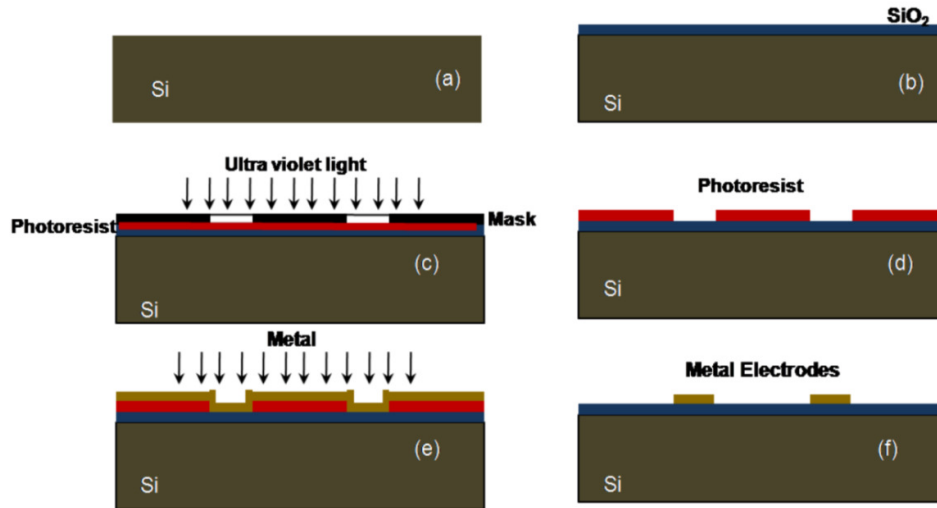 Si
(a)
SiO₂
Si
(b)
Ultra violet light
Photoresist
Mask
(c)
Si
Photoresist
(d)
Si
Metal
(e)
Si
Metal Electrodes
(f)
Si